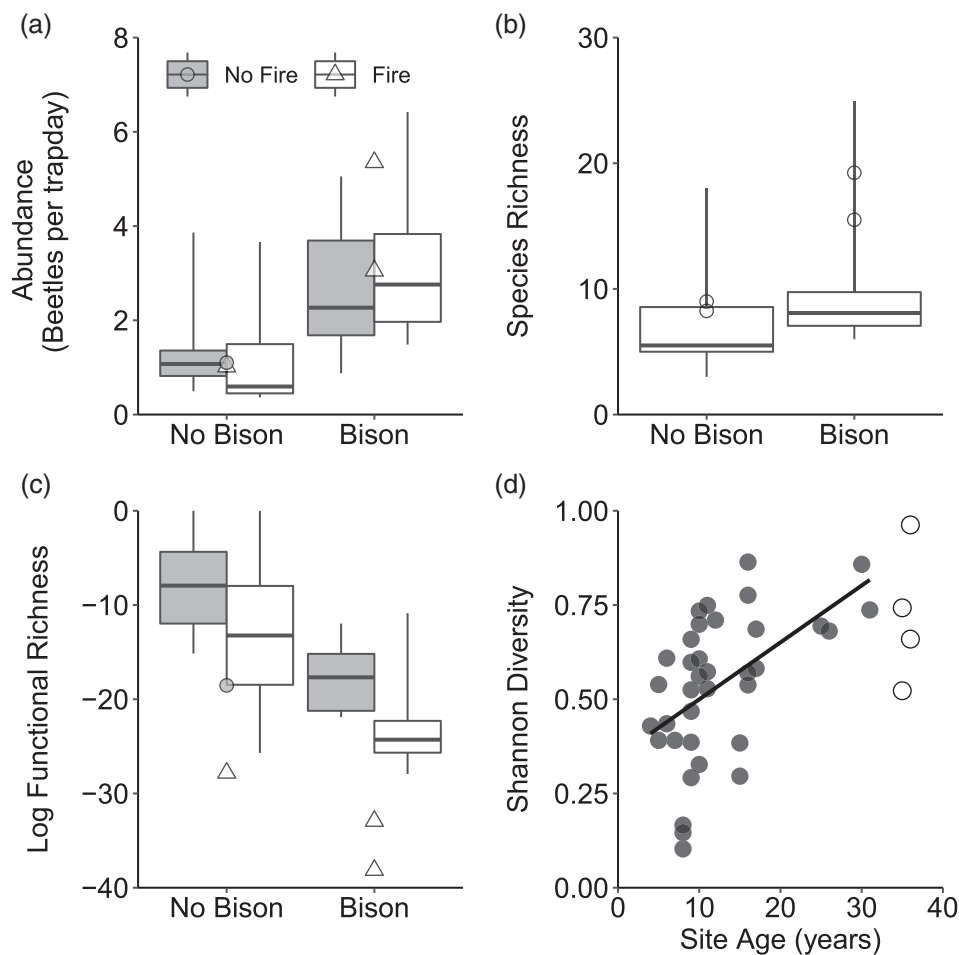 (a)
Abundance
(Beetles per trapday)
8
6
4
2
0
No Fire
Fire
No Bison
Bison
(b)
Species Richness
30
20
10
0
No Bison
Bison
(c)
Log Functional Richness
0
−10
−20
−30
−40
No Bison
Bison
(d)
Shannon Diversity
1.00
0.75
0.50
0.25
0.00
0
10
20
30
40
Site Age (years)